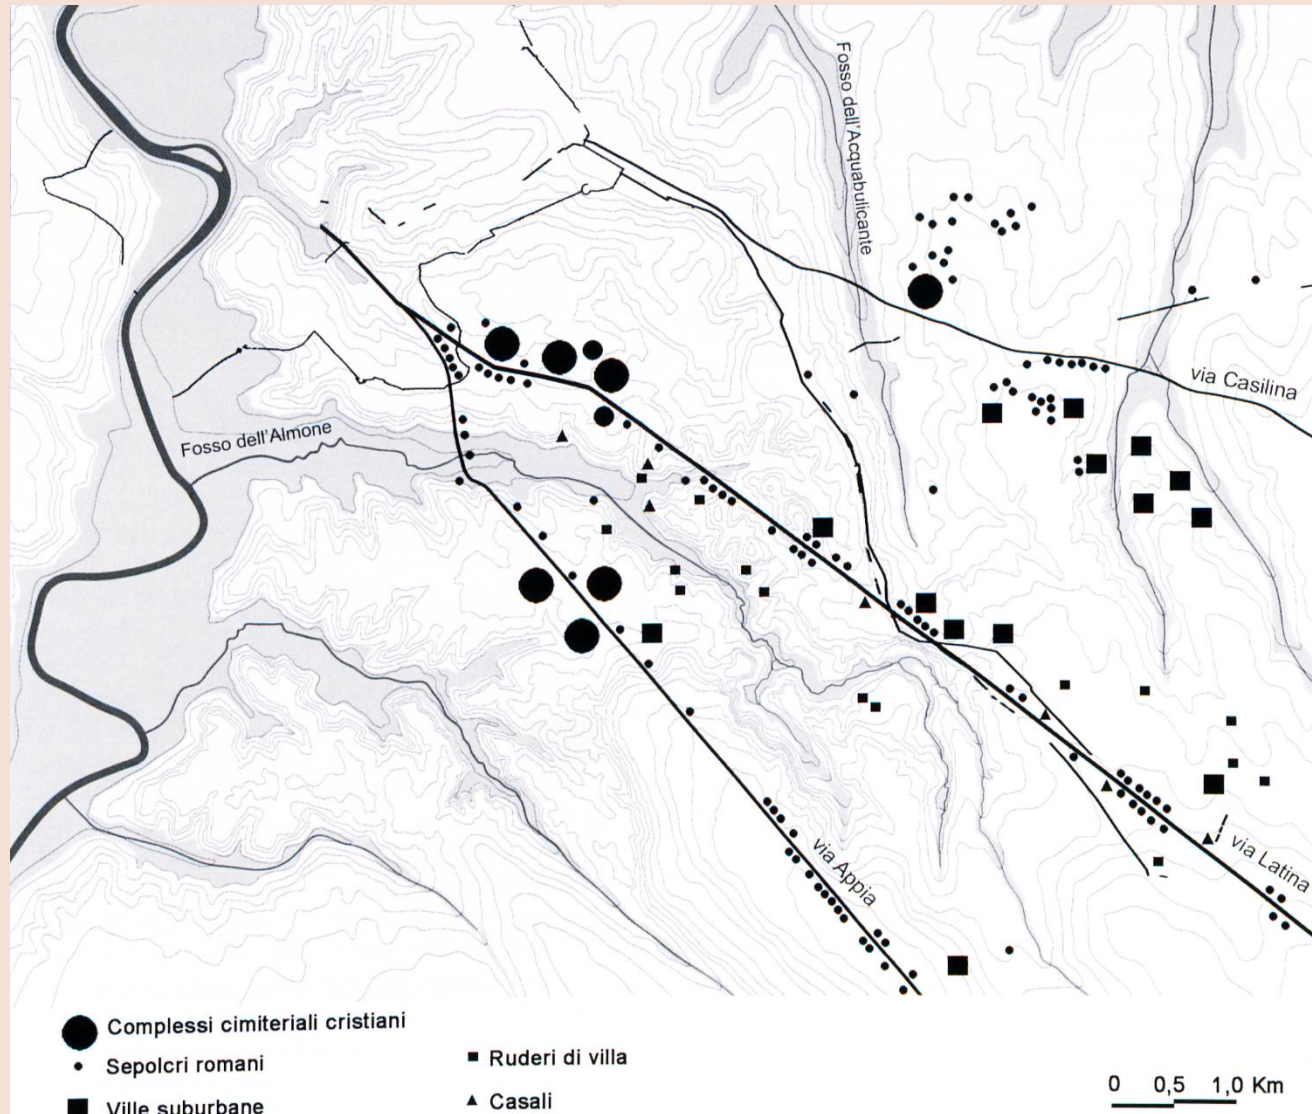 Fosso dell'Acquabulicante
via Casilina
Fosso dell'Almone
via Appia
via Latina
Complessi cimiteriali cristiani
Sepolcri romani
Ville suburbane
Ruderi di villa
Casali
0 0,5 1,0 Km